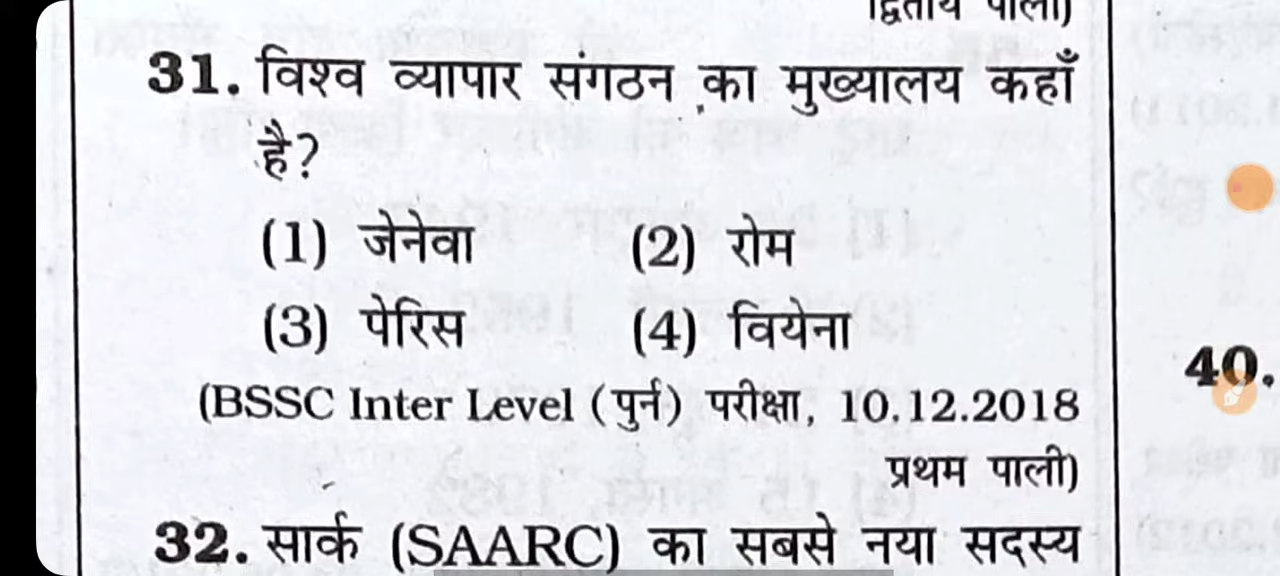 द्वितीय पाली)
31. विश्व व्यापार संगठन का मुख्यालय कहाँ
है?
(1) जेनेवा (2) रोम
(3) पेरिस (4) वियेना
(BSSC Inter Level (पुर्न) परीक्षा, 10.12.2018
प्रथम पाली)
32. सार्क (SAARC) का सबसे नया सदस्य
40.